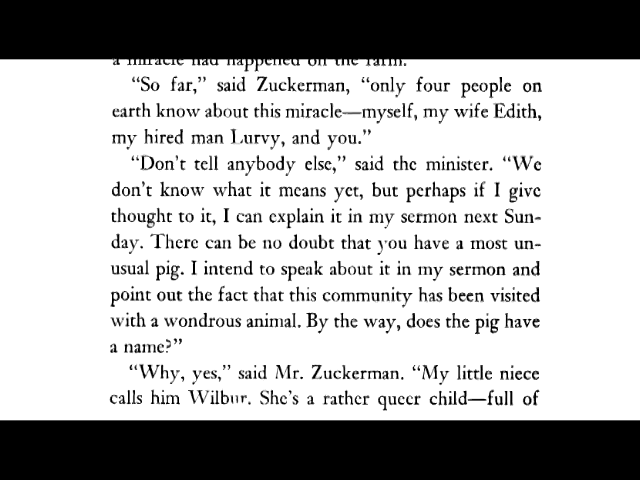 a miracle had happened on the farm.
“So far,” said Zuckerman, “only four people on
earth know about this miracle—myself, my wife Edith,
my hired man Lurvy, and you.”
“Don't tell anybody else,” said the minister. “We
don't know what it means yet, but perhaps if I give
thought to it, I can explain it in my sermon next Sun-
day. There can be no doubt that you have a most un-
usual pig. I intend to speak about it in my sermon and
point out the fact that this community has been visited
with a wondrous animal. By the way, does the pig have
a name?”
“Why, yes,” said Mr. Zuckerman. “My little niece
calls him Wilbur. She's a rather queer child—full of